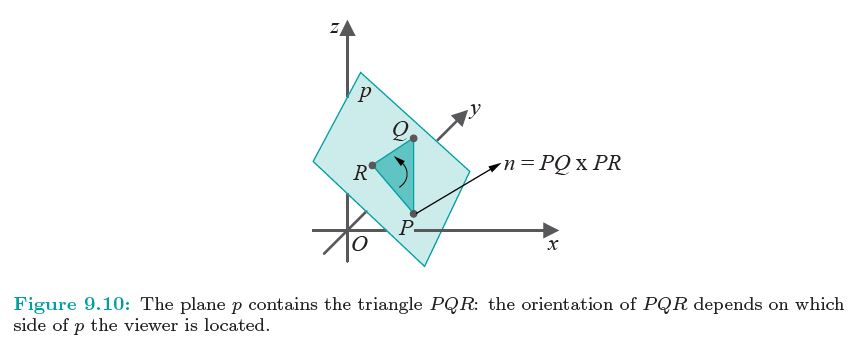 z
p
y
Q
R
n = PQ x PR
P
O
x
Figure 9.10: The plane p contains the triangle PQR: the orientation of PQR depends on which
side of p the viewer is located.